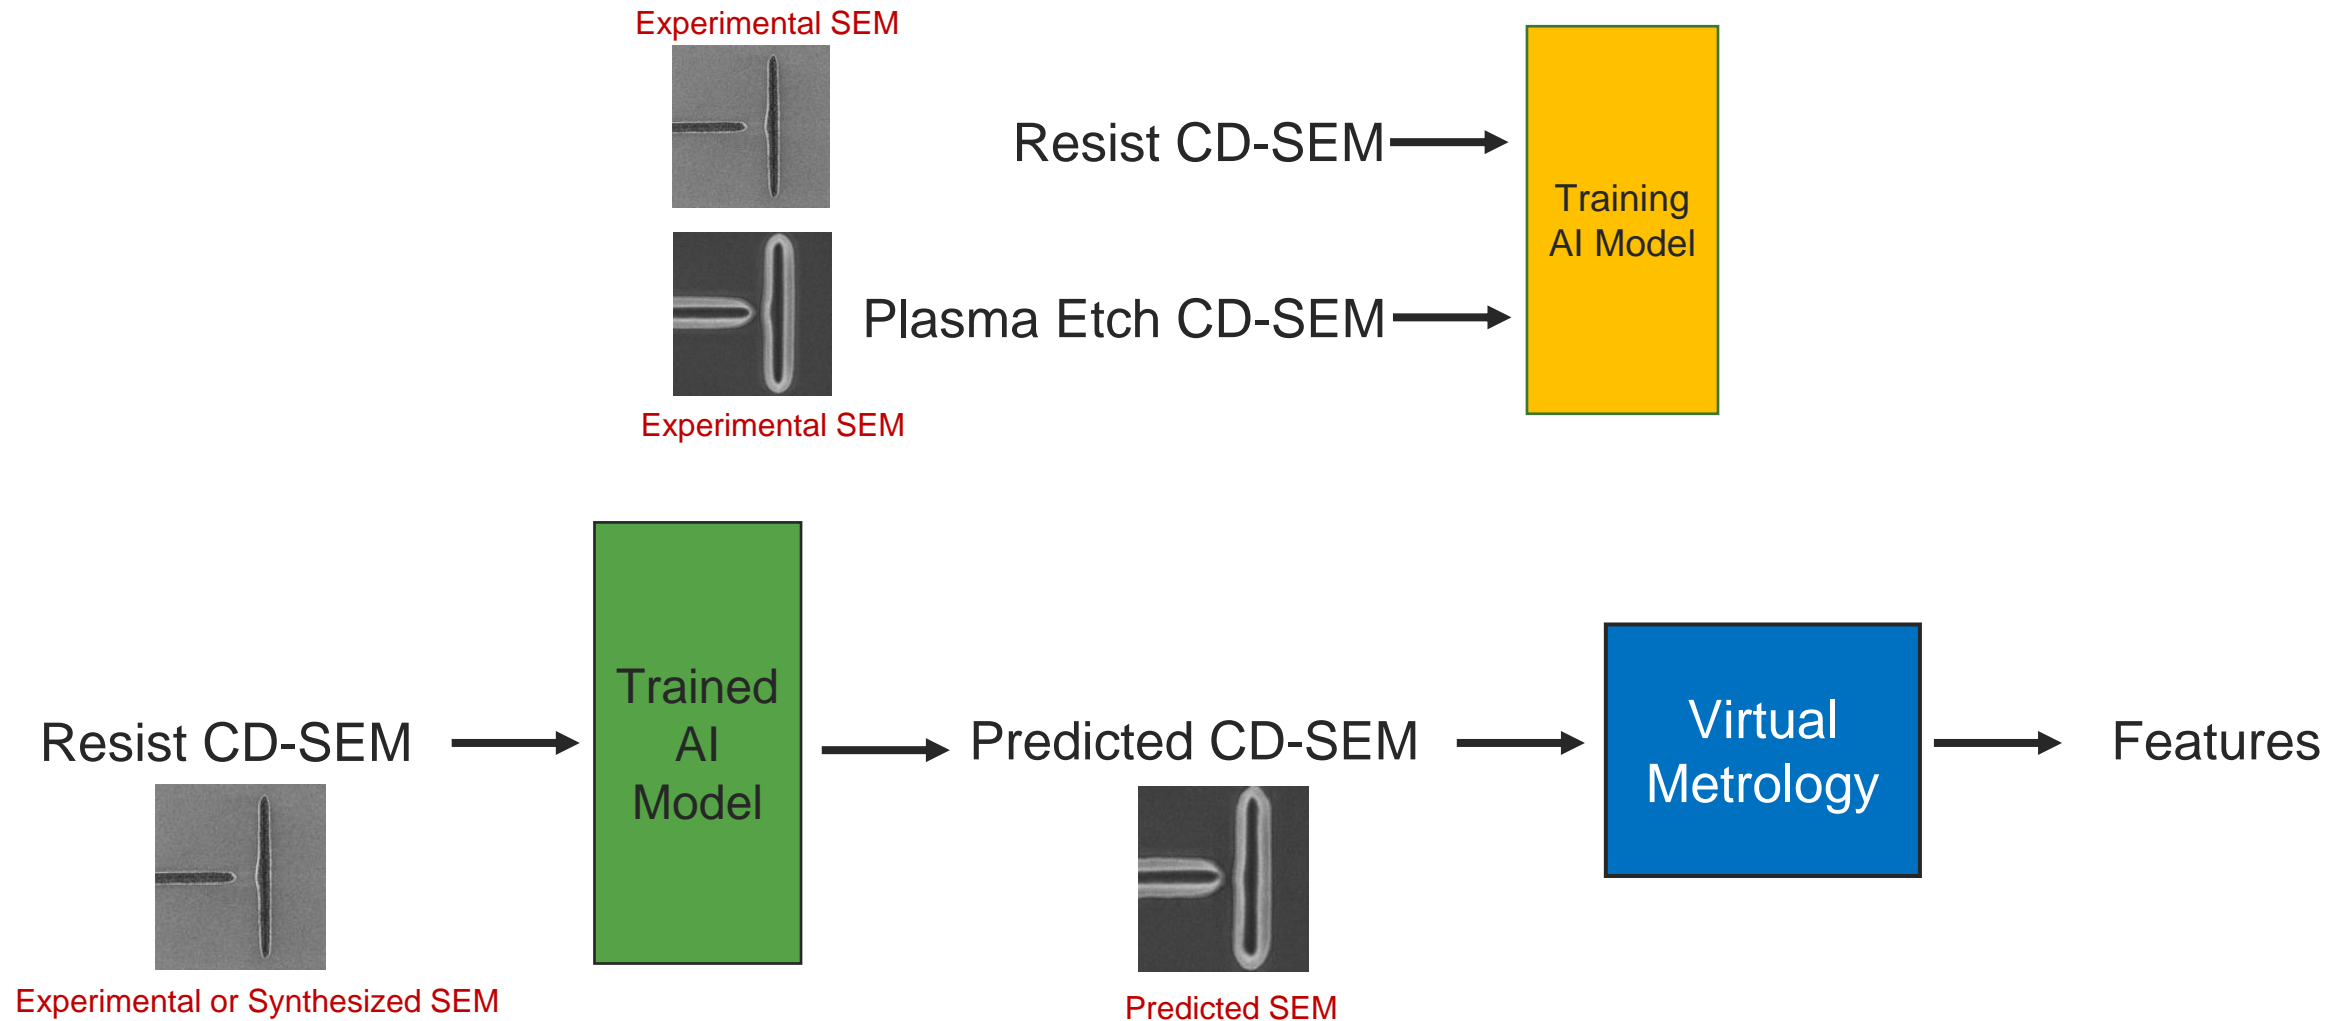 Experimental SEM
Resist CD-SEM
Training
AI Model
Plasma Etch CD-SEM
Experimental SEM
Resist CD-SEM
Experimental or Synthesized SEM
Trained
AI
Model
Predicted CD-SEM
Predicted SEM
Virtual
Metrology
Features